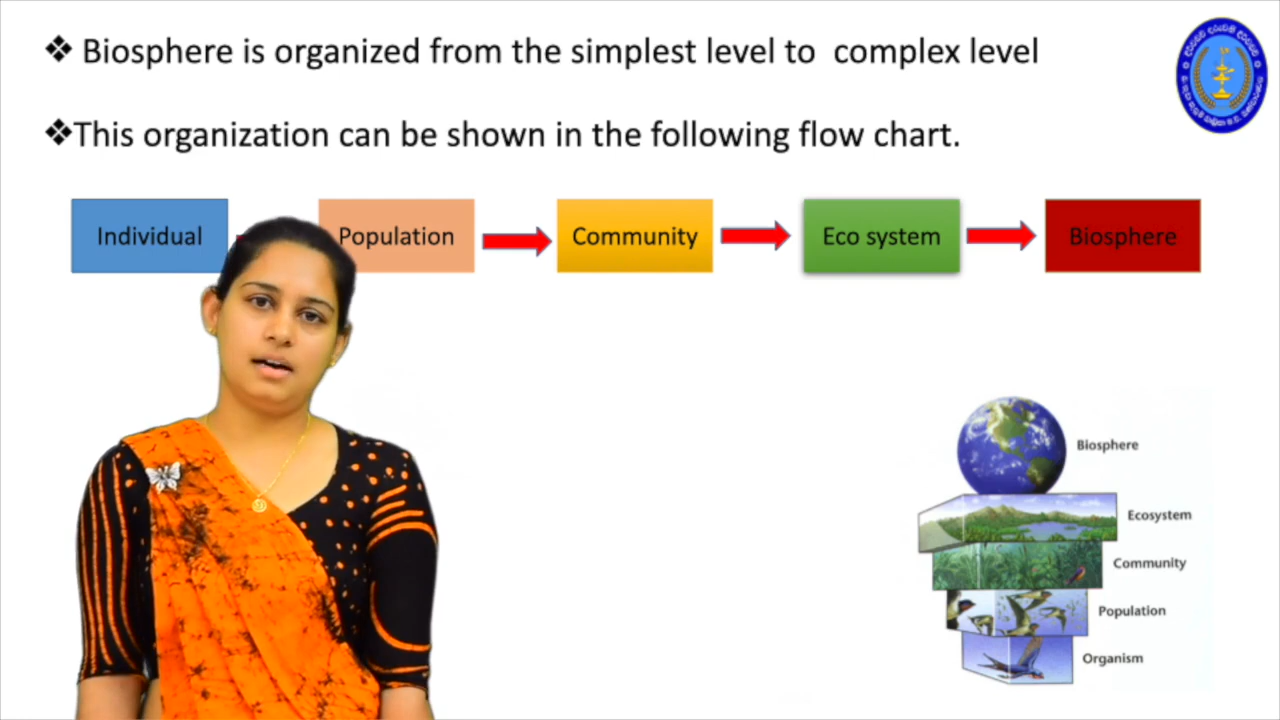 ❖ Biosphere is organized from the simplest level to complex level
❖This organization can be shown in the following flow chart.
Individual
Population
Community
Eco system
Biosphere
Biosphere
Ecosystem
Community
Population
Organism